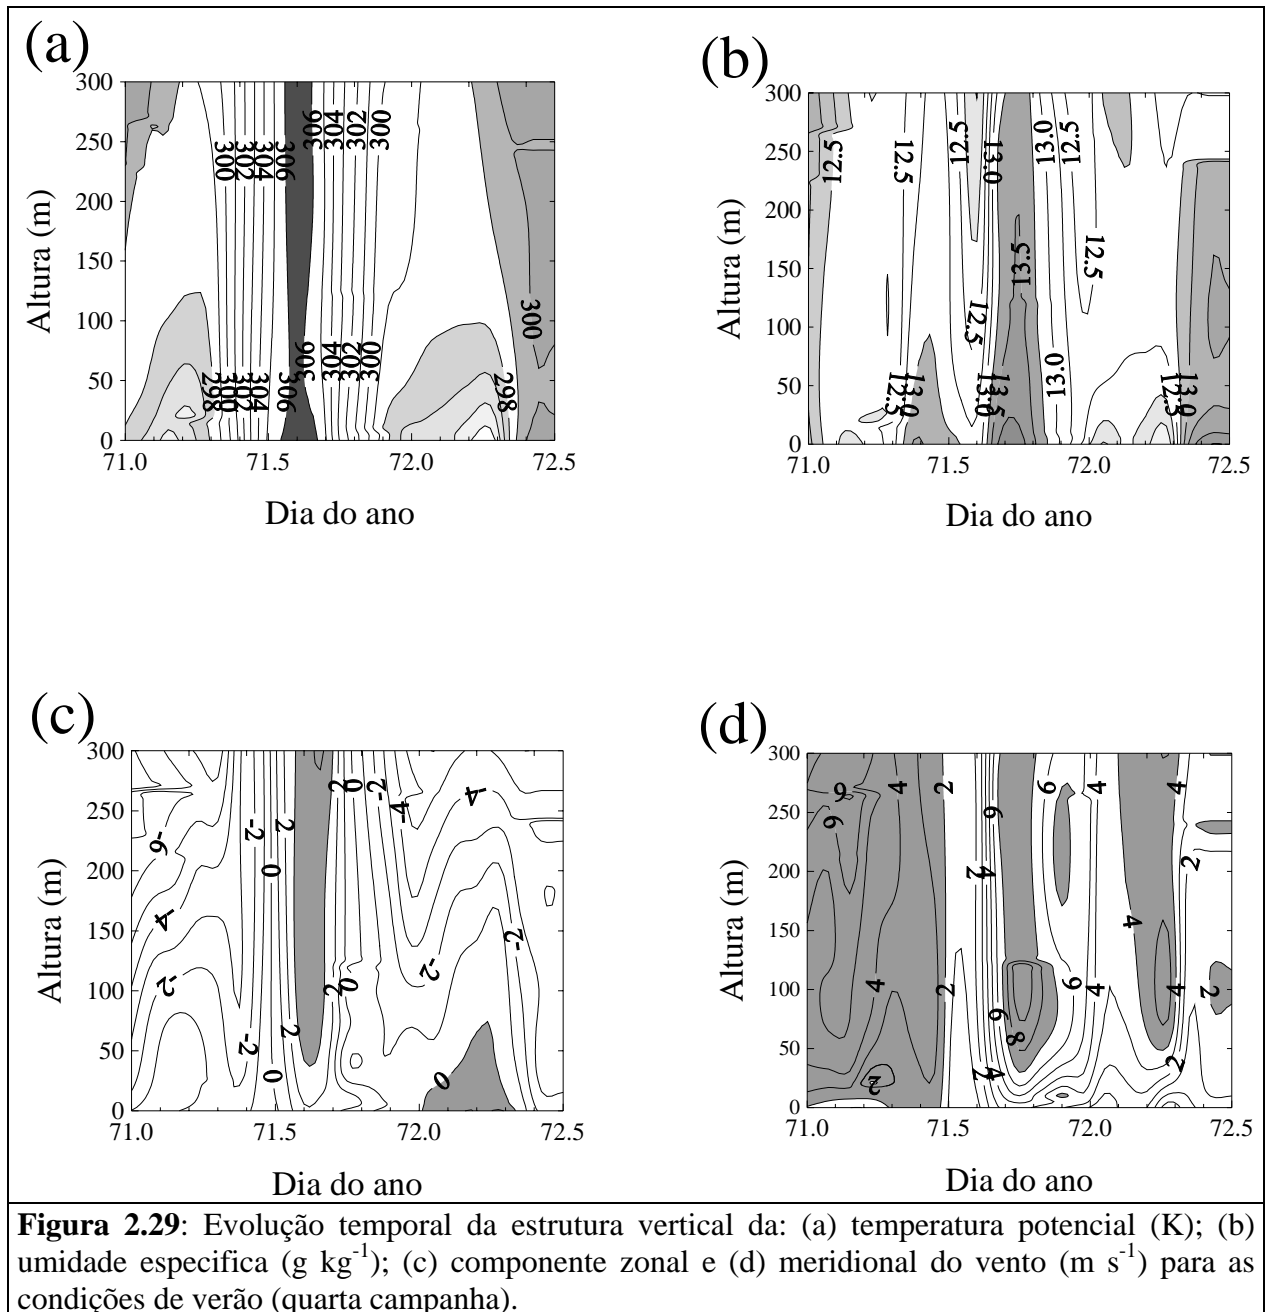 (a)
300
250
200
150
100
50
0
71.0 71.5 72.0 72.5
Altura (m)
Dia do ano
300 302 304 306 306 304 302 300
298 300 302 304 306 306 304 302 300 298
300
(b)
300
250
200
150
100
50
0
71.0 71.5 72.0 72.5
Altura (m)
Dia do ano
12.5 12.5 12.5 13.0 13.0 12.5
13.5 12.5
12.5 13.0
12.5 13.0 13.0 13.5 12.5 13.0
(c)
300
250
200
150
100
50
0
71.0 71.5 72.0 72.5
Altura (m)
Dia do ano
2 0 -2 -4 -4
-6 -2 2
0
-4 -2 -2
-2 2 0
-2 2
0 0
(d)
300
250
200
150
100
50
0
71.0 71.5 72.0 72.5
Altura (m)
Dia do ano
6 4 2 6 4 4
6 6
2 4 2
4
4 2 6 4 4 2
6 8
2 2 4 2
Figura 2.29: Evolução temporal da estrutura vertical da: (a) temperatura potencial (K); (b)
umidade especifica (g kg-1); (c) componente zonal e (d) meridional do vento (m s-1) para as
condições de verão (quarta campanha).